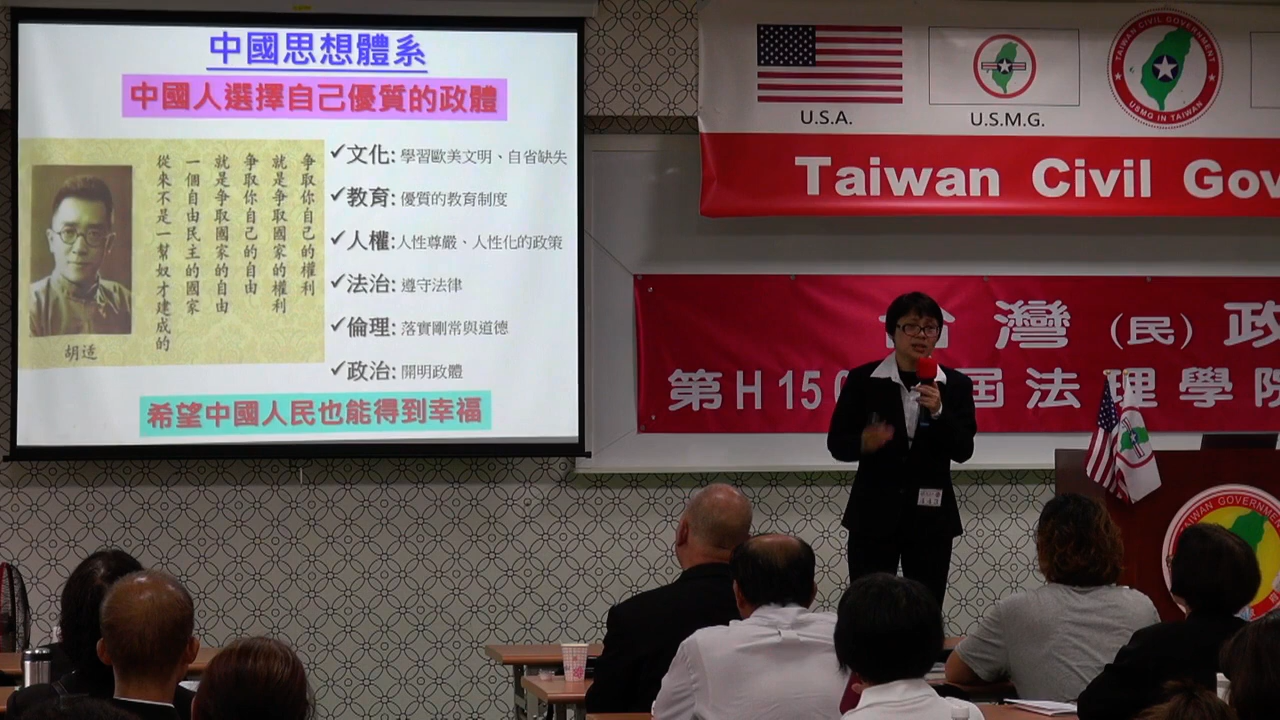 中國思想體系
中國人選擇自己優質的政體
爭取你自己的權利
就是爭取國家的權利
爭取你自己的自由
就是爭取國家的自由
一個自由民主的國家
從來不是一幫奴才建成的
胡适
✓文化: 學習歐美文明、自省缺失
✓教育: 優質的教育制度
✓人權: 人性尊嚴、人性化的政策
✓法治: 遵守法律
✓倫理: 落實剛常與道德
✓政治: 開明政體
希望中國人民也能得到幸福
U.S.A.
U.S.M.G.
TAIWAN CIVIL GOVERNMENT
USMG IN TAIWAN
Taiwan Civil Gov
台灣(民)政
第H150 屆法理學院